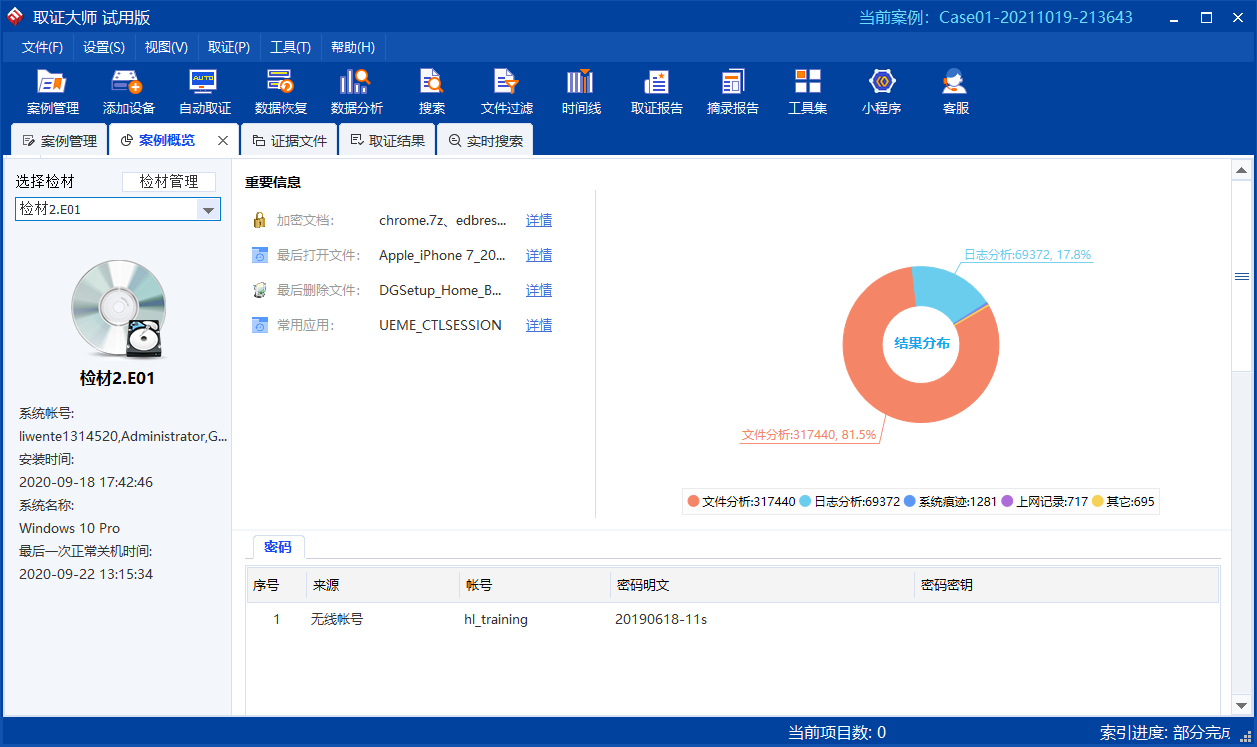 取证大师 试用版
当前案例：Case01-20211019-213643
文件(F) 设置(S) 视图(V) 取证(P) 工具(T) 帮助(H)
AUTO
案例管理 添加设备 自动取证 数据恢复 数据分析 搜索 文件过滤 时间线 取证报告 摘录报告 工具集 小程序 客服
案例管理 案例概览 证据文件 取证结果 实时搜索
选择检材 检材管理
检材2.E01
检材2.E01
系统帐号:
liwente1314520,Administrator,G...
安装时间:
2020-09-18 17:42:46
系统名称:
Windows 10 Pro
最后一次正常关机时间:
2020-09-22 13:15:34
重要信息
加密文档: chrome.7z、edbres... 详情
最后打开文件: Apple_iPhone 7_20... 详情
最后删除文件: DGSetup_Home_B... 详情
常用应用: UEME_CTLSESSION 详情
日志分析:69372, 17.8%
结果分布
文件分析:317440, 81.5%
文件分析:317440 日志分析:69372 系统痕迹:1281 上网记录:717 其它:695
密码
序号 来源 帐号 密码明文 密码密钥
1 无线帐号 hl_training 20190618-11s
当前项目数: 0
索引进度: 部分完成